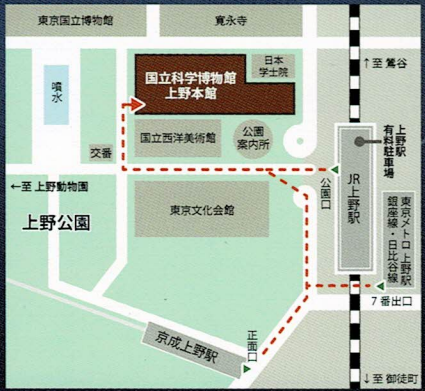 東京国立博物館
寛永寺
日本
学士院
↑至 鶯谷
国立科学博物館
上野本館
噴水
国立西洋美術館
公園
案内所
上野駅
有料駐車場
交番
←至 上野動物園
公園口
JR上野駅
東京メトロ 上野駅
銀座線・日比谷線
東京文化会館
上野公園
7番出口
正面口
京成上野駅
↓至 御徒町